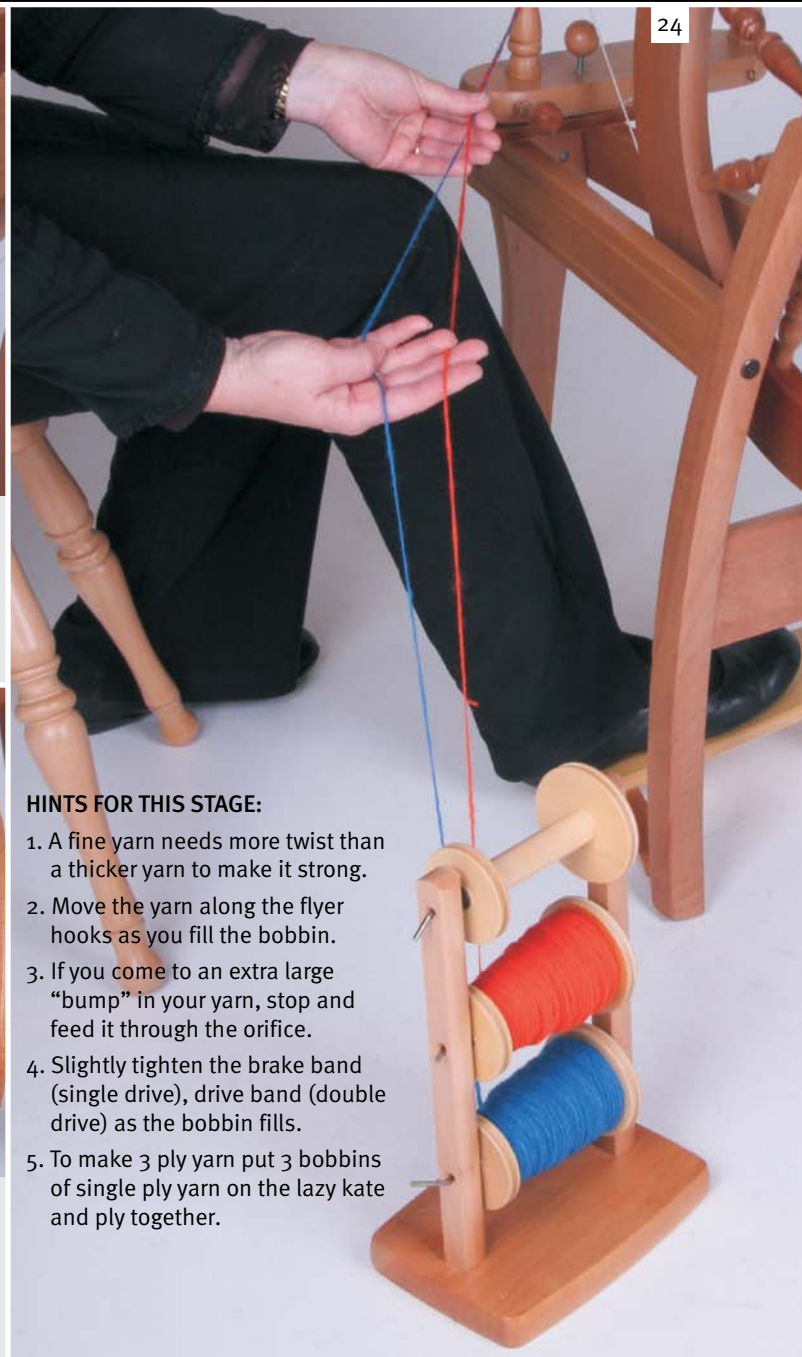 24
HINTS FOR THIS STAGE:
1. A fine yarn needs more twist than
a thicker yarn to make it strong.
2. Move the yarn along the flyer
hooks as you fill the bobbin.
3. If you come to an extra large
“bump” in your yarn, stop and
feed it through the orifice.
4. Slightly tighten the brake band
(single drive), drive band (double
drive) as the bobbin fills.
5. To make 3 ply yarn put 3 bobbins
of single ply yarn on the lazy kate
and ply together.